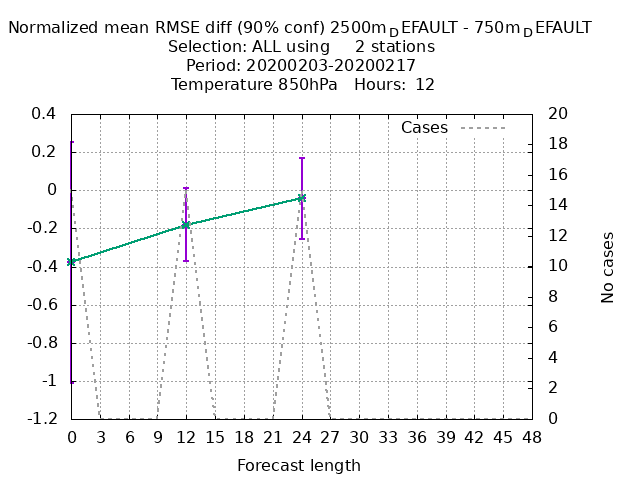 Normalized mean RMSE diff (90% conf) 2500m_DEFAULT - 750m_DEFAULT
Selection: ALL using 2 stations
Period: 20200203-20200217
Temperature 850hPa Hours: 12
Cases
0.4
0.2
0
-0.2
-0.4
-0.6
-0.8
-1
-1.2
20
18
16
14
12
10
8
6
4
2
0
No cases
0 3 6 9 12 15 18 21 24 27 30 33 36 39 42 45 48
Forecast length